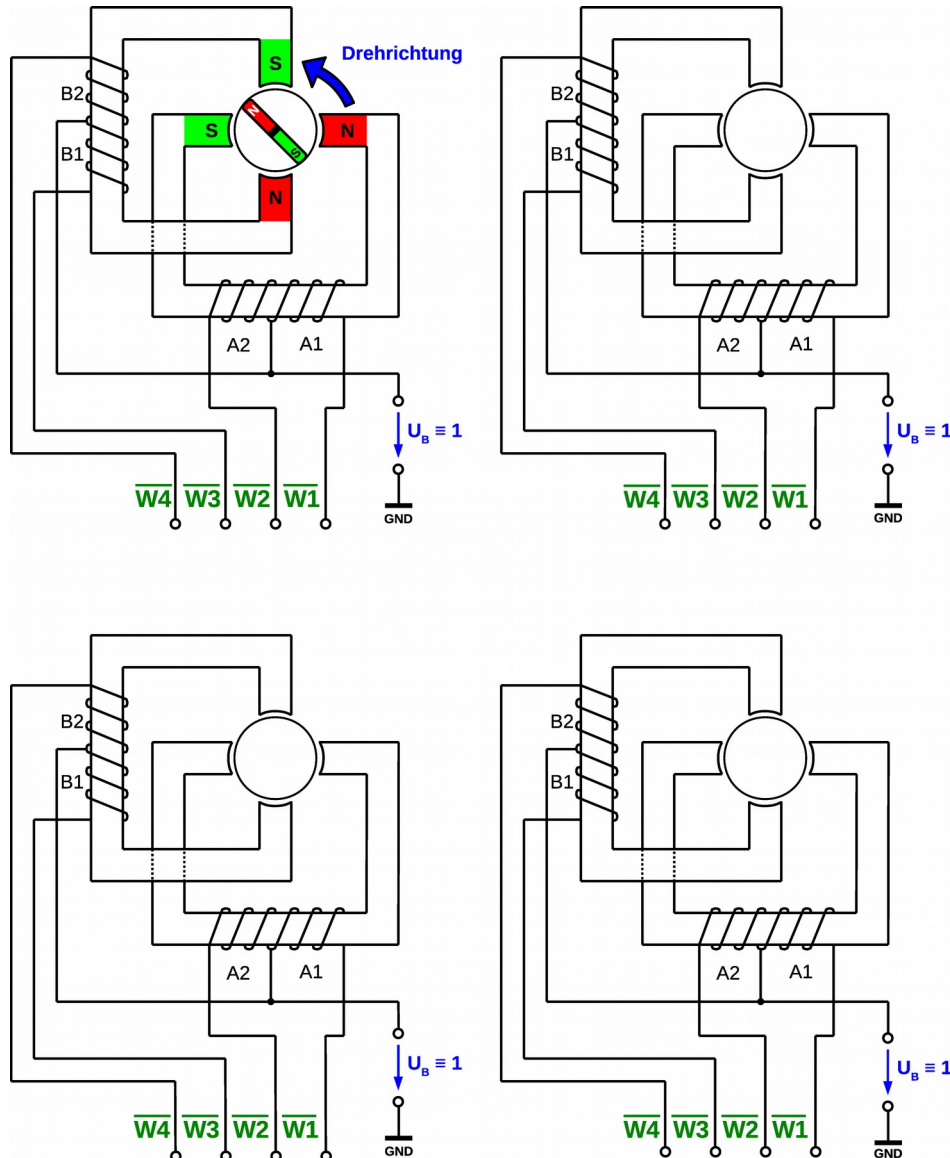 S
Drehrichtung
B2
S
N
S
N
B1
N
A2
A1
U_B ≡ 1
W4 W3 W2 W1
GND
B2
B1
A2
A1
U_B ≡ 1
W4 W3 W2 W1
GND
B2
B1
A2
A1
U_B ≡ 1
W4 W3 W2 W1
GND
B2
B1
A2
A1
U_B ≡ 1
W4 W3 W2 W1
GND